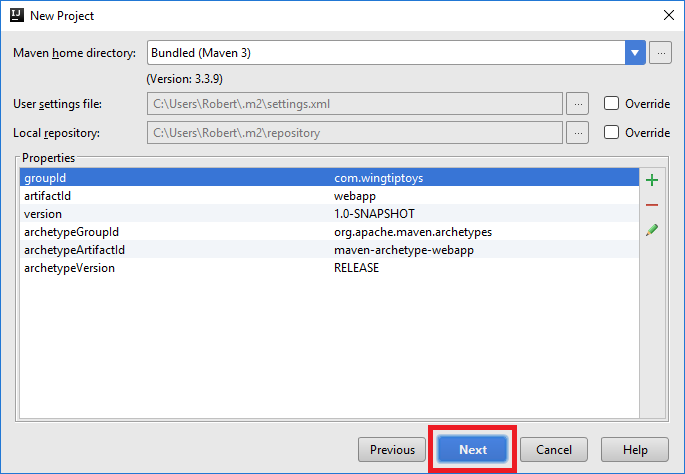 IJ New Project
Maven home directory: Bundled (Maven 3) ...
(Version: 3.3.9)
User settings file: C:\Users\Robert\.m2\settings.xml ... Override
Local repository: C:\Users\Robert\.m2\repository ... Override
Properties
groupId com.wingtiptoys
artifactId webapp
version 1.0-SNAPSHOT
archetypeGroupId org.apache.maven.archetypes
archetypeArtifactId maven-archetype-webapp
archetypeVersion RELEASE
Previous Next Cancel Help